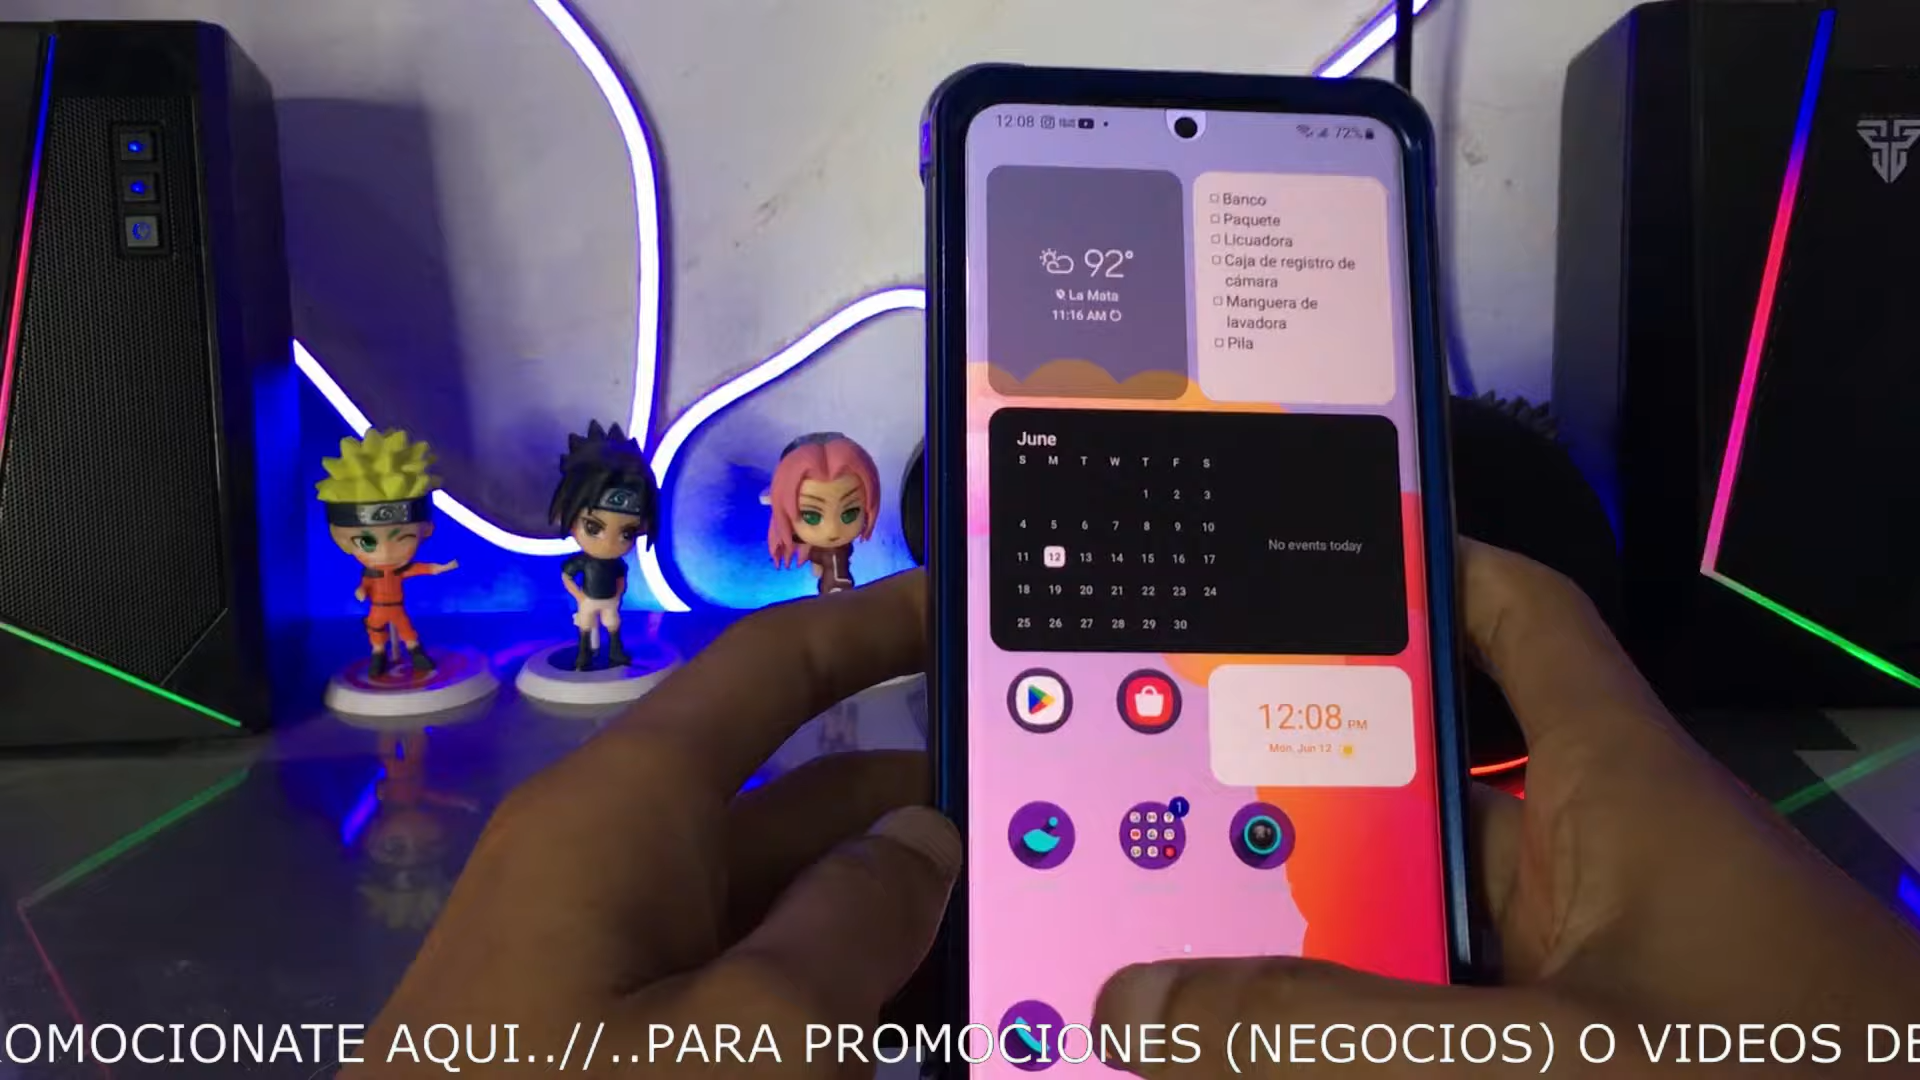 12:08
72%
92°
La Mata
11:16 AM
Banco
Paquete
Licuadora
Caja de registro de
cámara
Manguera de
lavadora
Pila
June
S M T W T F S
1 2 3
4 5 6 7 8 9 10
11 12 13 14 15 16 17
18 19 20 21 22 23 24
25 26 27 28 29 30
No events today
12:08 PM
Mon, Jun 12
1
OMOCIONATE AQUI..//..PARA PROMOCIONES (NEGOCIOS) O VIDEOS DE